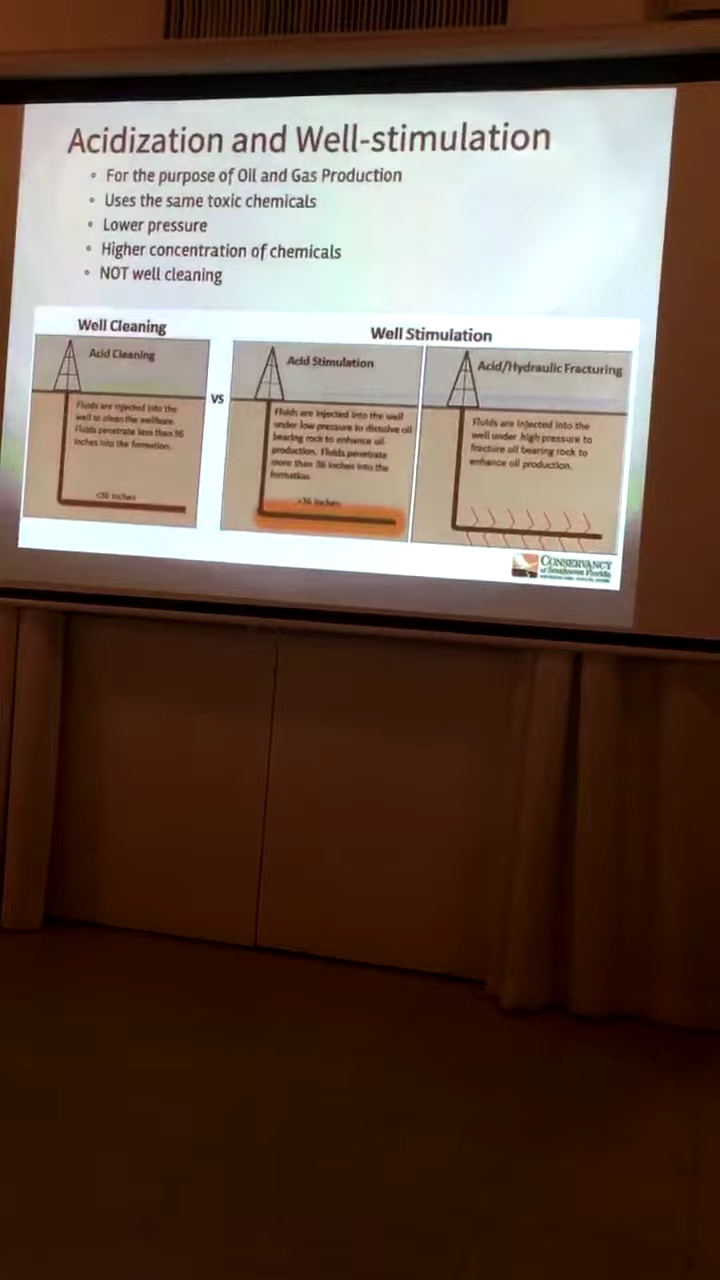 Acidization and Well-stimulation
◦ For the purpose of Oil and Gas Production
◦ Uses the same toxic chemicals
◦ Lower pressure
◦ Higher concentration of chemicals
◦ NOT well cleaning
Well Cleaning
Acid Cleaning
Fluids are injected into the
well to clean the wellbore.
Fluids penetrate less than 36
inches into the formation.
<36 inches
vs
Well Stimulation
Acid Stimulation
Fluids are injected into the well
under low pressure to dissolve oil
bearing rock to enhance oil
production. Fluids penetrate
more than 36 inches into the
formation.
>36 inches
Acid/Hydraulic Fracturing
Fluids are injected into the
well under high pressure to
fracture oil bearing rock to
enhance oil production.
CONSERVANCY
of Southwest Florida